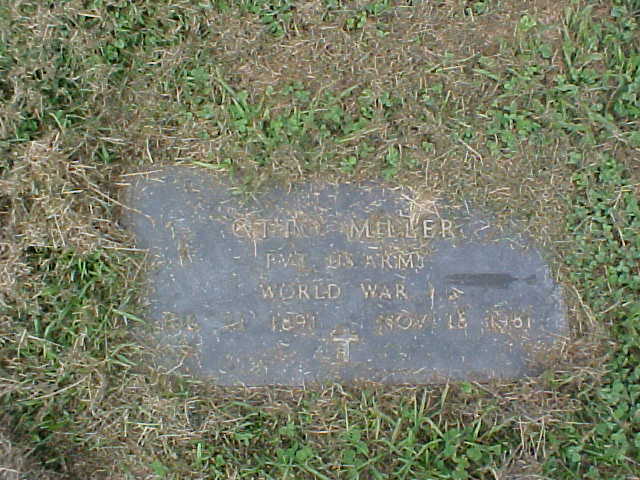 OTTO MILLER
PVT US ARMY
WORLD WAR I
1891 NOV 18 1961